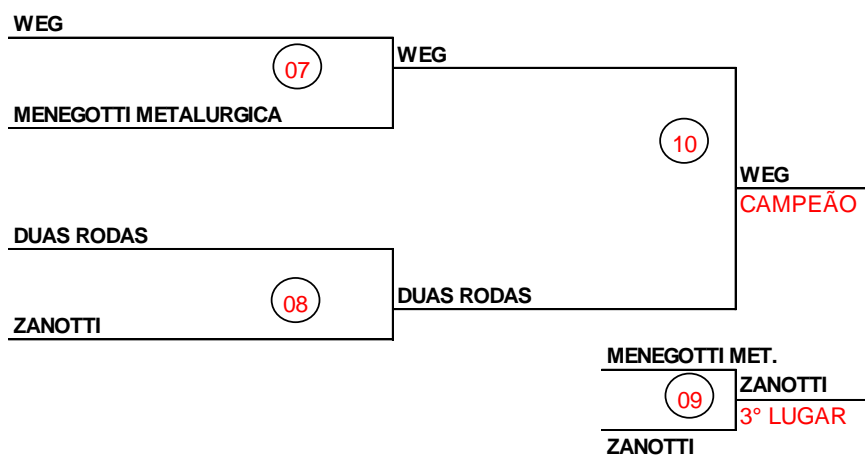 WEG
WEG
07
MENEGOTTI METALURGICA
10
WEG
CAMPEÃO
DUAS RODAS
08
DUAS RODAS
ZANOTTI
MENEGOTTI MET.
ZANOTTI
09
3° LUGAR
ZANOTTI